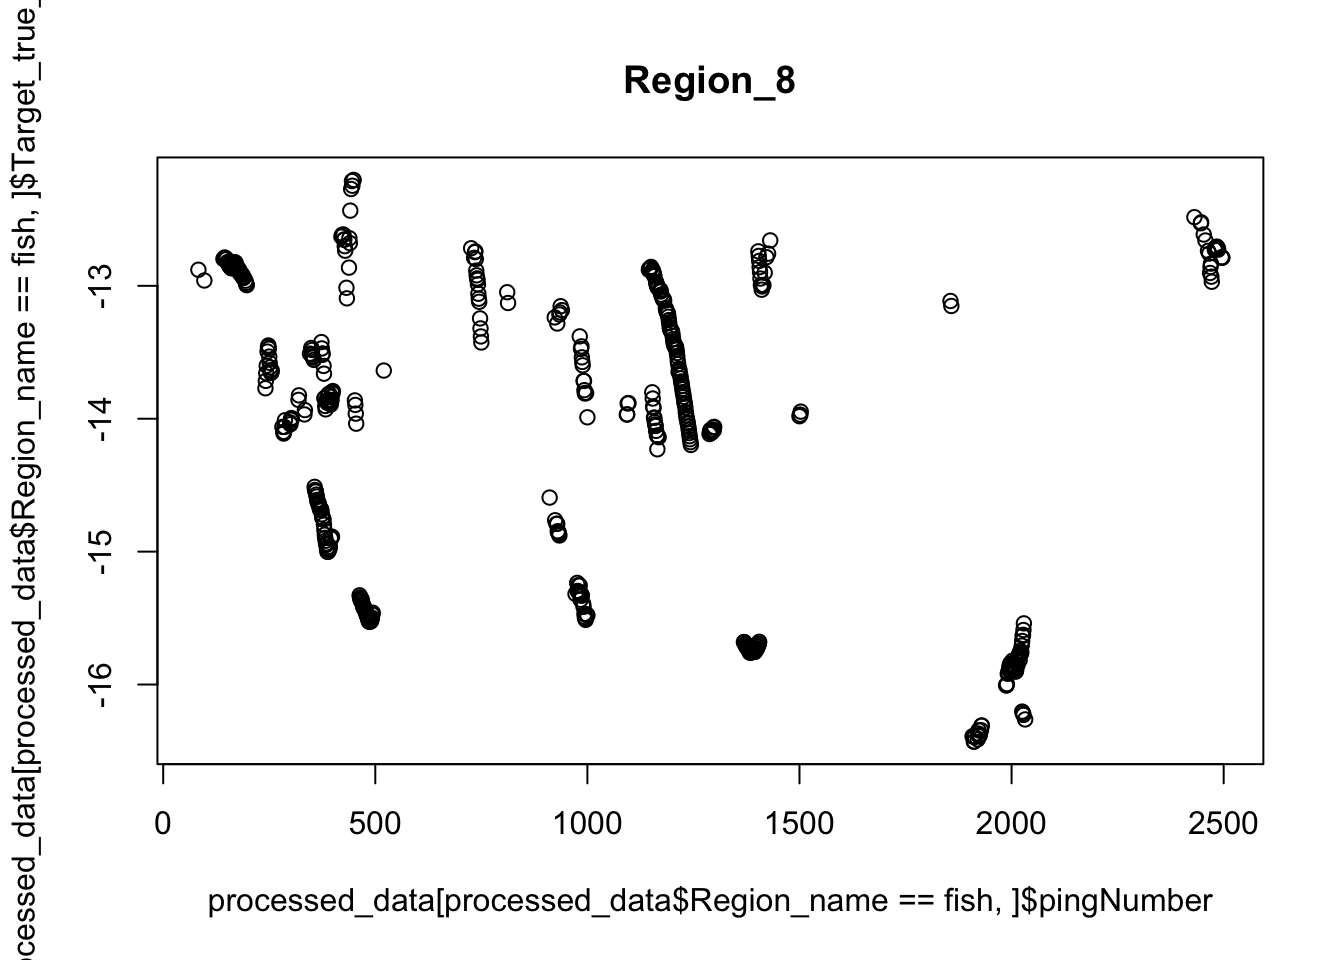 Region_8
processed_data[processed_data$Region_name == fish, ]$Target_true_
-13
-14
-15
-16
0 500 1000 1500 2000 2500
processed_data[processed_data$Region_name == fish, ]$pingNumber